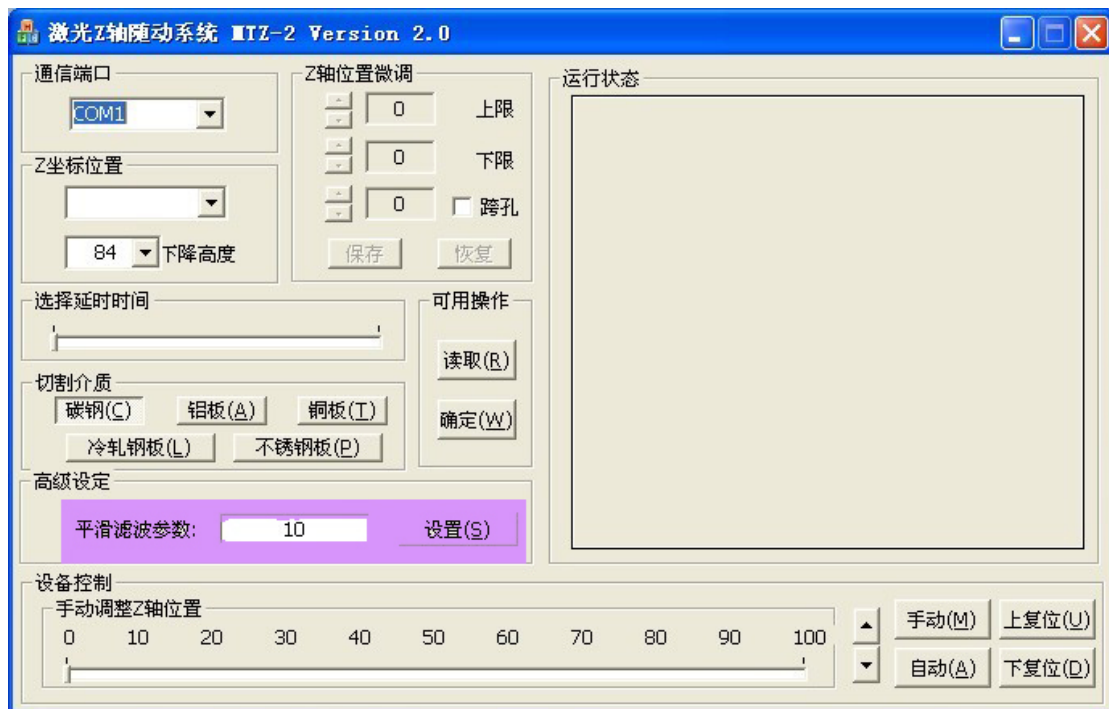 激光Z轴随动系统 MTZ-2 Version 2.0
通信端口
COM1
Z轴位置微调
0 上限
0 下限
0 跨孔
保存 恢复
运行状态
Z坐标位置
84 下降高度
选择延时时间
可用操作
读取(R)
确定(W)
切割介质
碳钢(C) 铝板(A) 铜板(T)
冷轧钢板(L) 不锈钢板(P)
高级设定
平滑滤波参数: 10 设置(S)
设备控制
手动调整Z轴位置
0 10 20 30 40 50 60 70 80 90 100
手动(M) 上复位(U)
自动(A) 下复位(D)